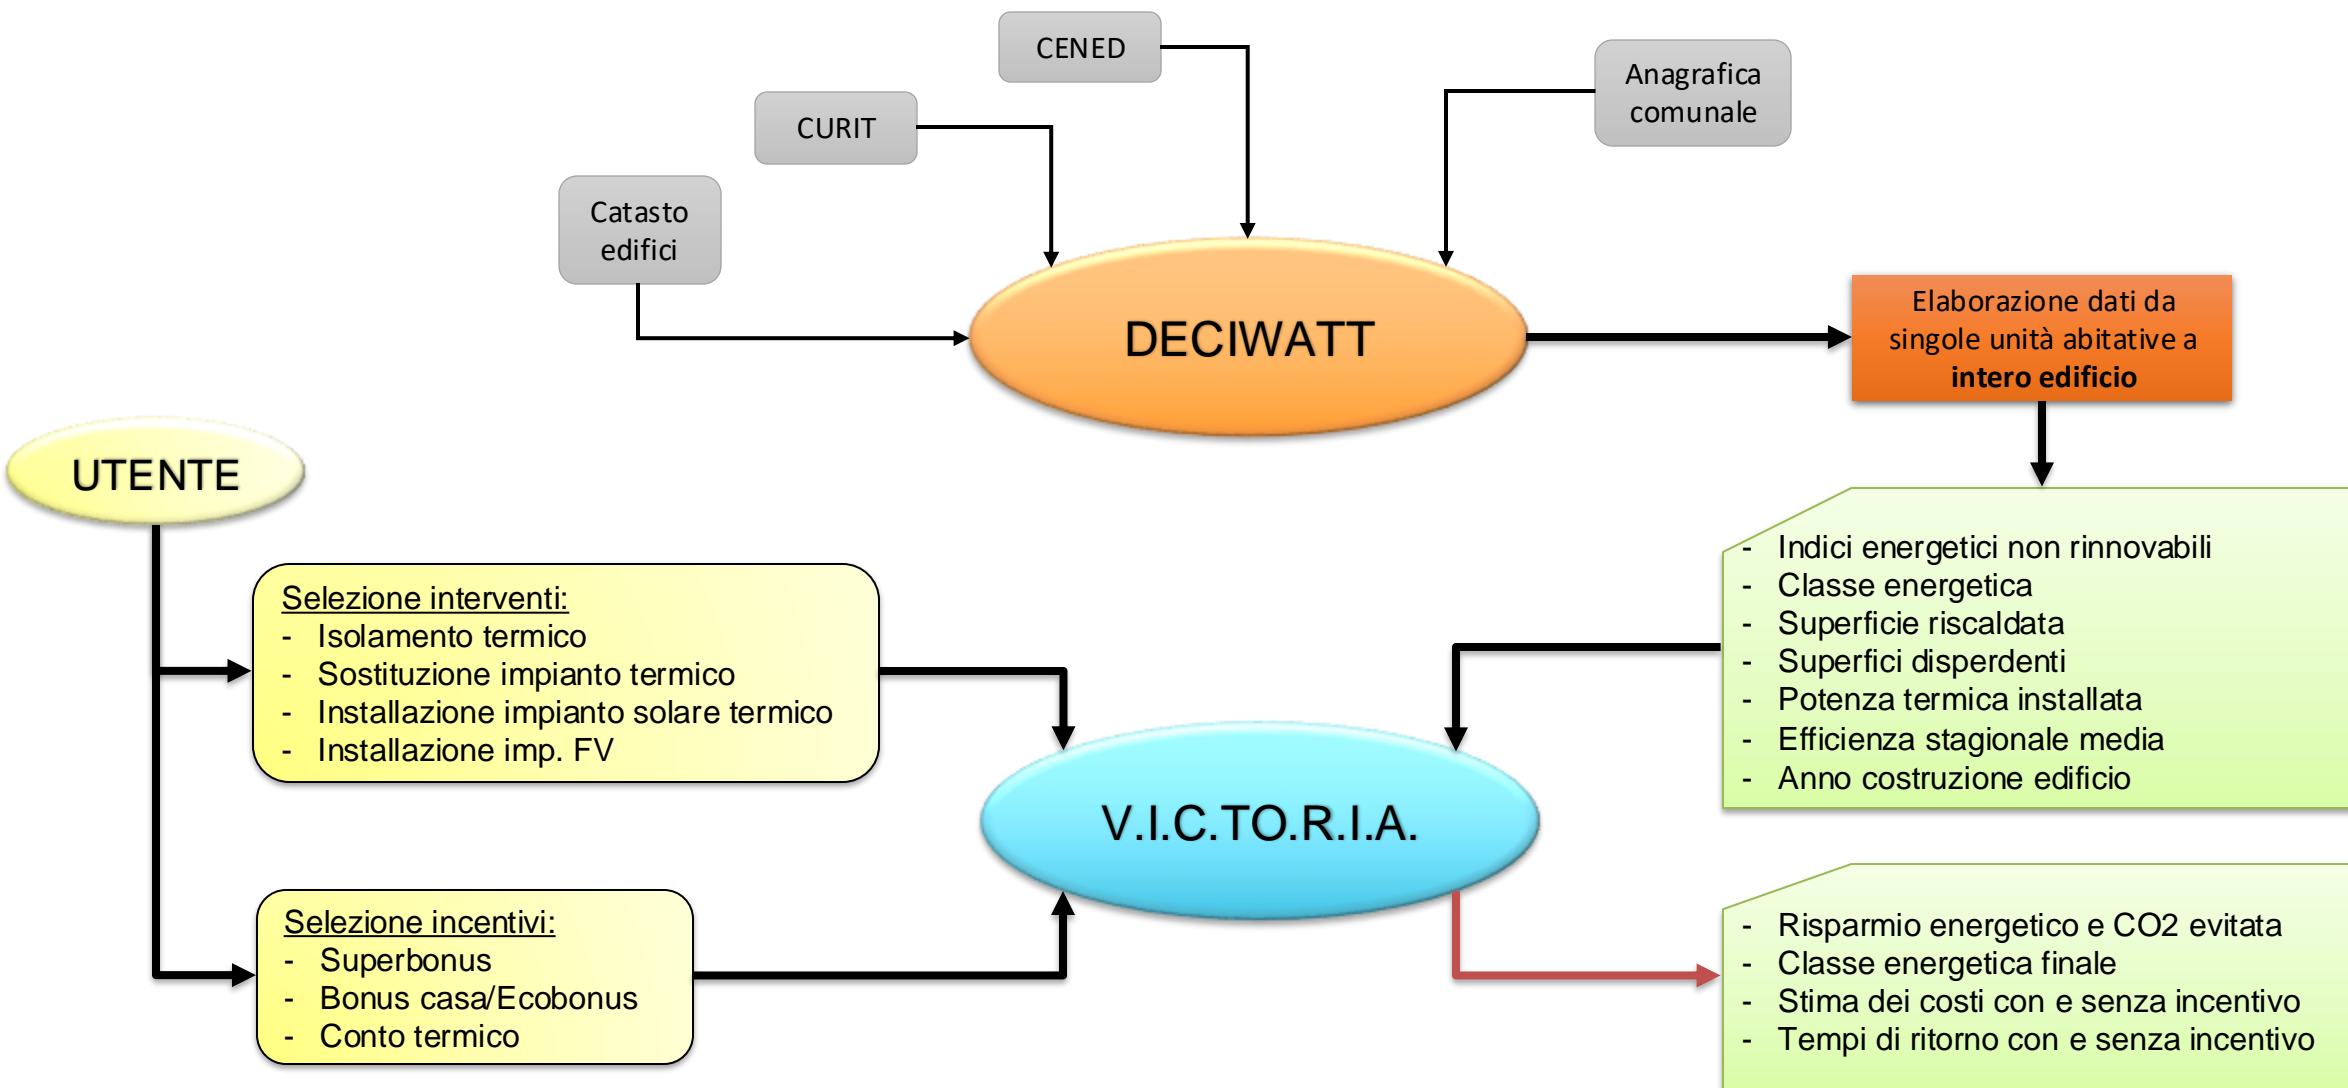 CENED
Anagrafica
comunale
CURIT
Catasto
edifici
DECIWATT
Elaborazione dati da
singole unità abitative a
intero edificio
UTENTE
Selezione interventi:
- Isolamento termico
- Sostituzione impianto termico
- Installazione impianto solare termico
- Installazione imp. FV
- Indici energetici non rinnovabili
- Classe energetica
- Superficie riscaldata
- Superfici disperdenti
- Potenza termica installata
- Efficienza stagionale media
- Anno costruzione edificio
V.I.C.TO.R.I.A.
Selezione incentivi:
- Superbonus
- Bonus casa/Ecobonus
- Conto termico
- Risparmio energetico e CO2 evitata
- Classe energetica finale
- Stima dei costi con e senza incentivo
- Tempi di ritorno con e senza incentivo